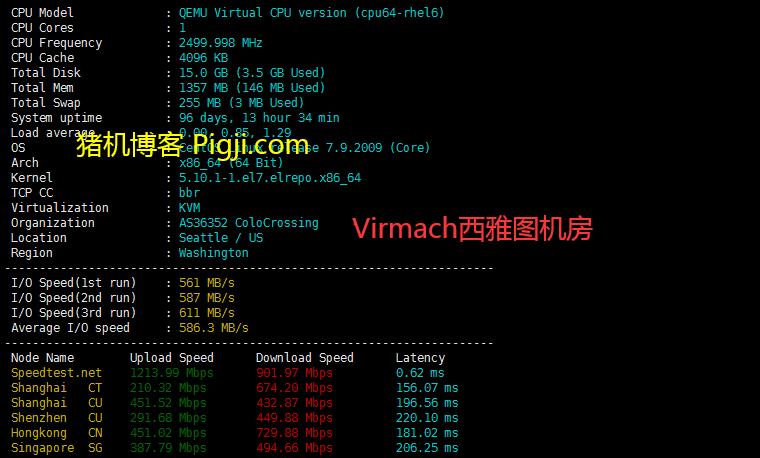 CPU Model : QEMU Virtual CPU version (cpu64-rhel6)
CPU Cores : 1
CPU Frequency : 2499.998 MHz
CPU Cache : 4096 KB
Total Disk : 15.0 GB (3.5 GB Used)
Total Mem : 1357 MB (146 MB Used)
Total Swap : 255 MB (3 MB Used)
System uptime : 96 days, 13 hour 34 min
Load average : 0.00, 0.85, 1.29
猪机博客 Pigji.com
OS : CentOS Linux release 7.9.2009 (Core)
Arch : x86_64 (64 Bit)
Kernel : 5.10.1-1.el7.elrepo.x86_64
TCP CC : bbr
Virtualization : KVM
Organization : AS36352 ColoCrossing
Virmach西雅图机房
Location : Seattle / US
Region : Washington
----------------------------------------------------------------------
I/O Speed(1st run) : 561 MB/s
I/O Speed(2nd run) : 587 MB/s
I/O Speed(3rd run) : 611 MB/s
Average I/O speed : 586.3 MB/s
----------------------------------------------------------------------
Node Name Upload Speed Download Speed Latency
Speedtest.net 1213.99 Mbps 901.97 Mbps 0.62 ms
Shanghai CT 210.32 Mbps 674.20 Mbps 156.07 ms
Shanghai CU 451.52 Mbps 432.87 Mbps 196.56 ms
Shenzhen CU 291.68 Mbps 449.88 Mbps 220.10 ms
Hongkong CN 451.02 Mbps 729.88 Mbps 181.02 ms
Singapore SG 387.79 Mbps 494.66 Mbps 206.25 ms